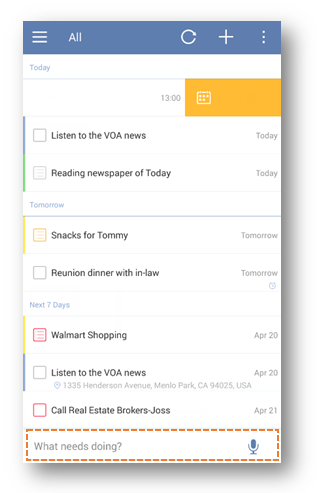 All
Today
13:00
Listen to the VOA news Today
Reading newspaper of Today Today
Tomorrow
Snacks for Tommy Tomorrow
Reunion dinner with in-law Tomorrow
Next 7 Days
Walmart Shopping Apr 20
Listen to the VOA news Apr 20
1335 Henderson Avenue, Menlo Park, CA 94025, USA
Call Real Estate Brokers-Joss Apr 21
What needs doing?